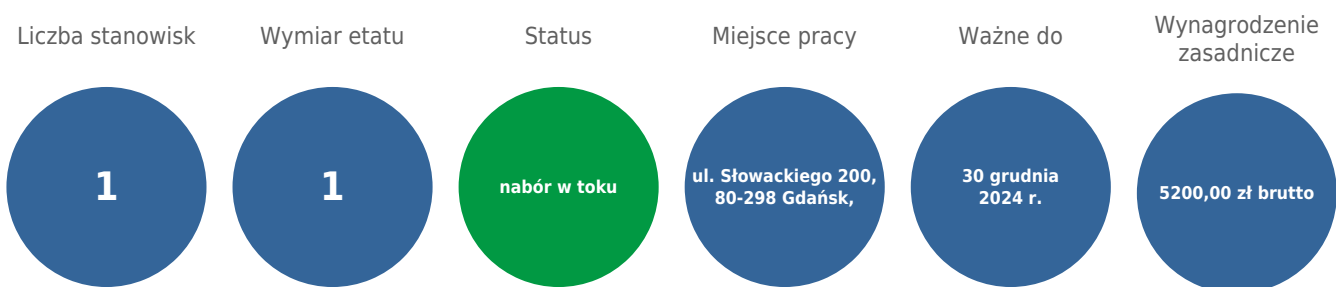 Liczba stanowisk
1
Wymiar etatu
1
Status
nabór w toku
Miejsce pracy
ul. Słowackiego 200,
80-298 Gdańsk,
Ważne do
30 grudnia
2024 r.
Wynagrodzenie
zasadnicze
5200,00 zł brutto